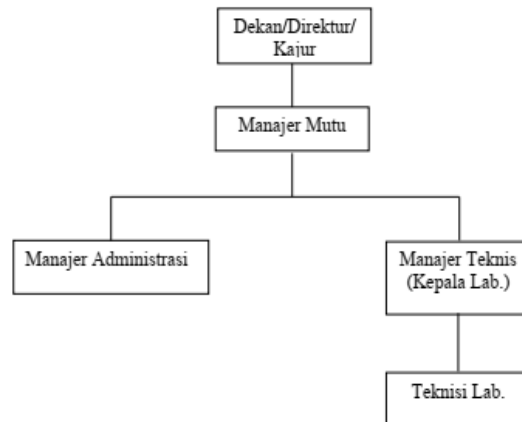 Dekan/Direktur/
Kajur
Manajer Mutu
Manajer Administrasi
Manajer Teknis
(Kepala Lab.)
Teknisi Lab.